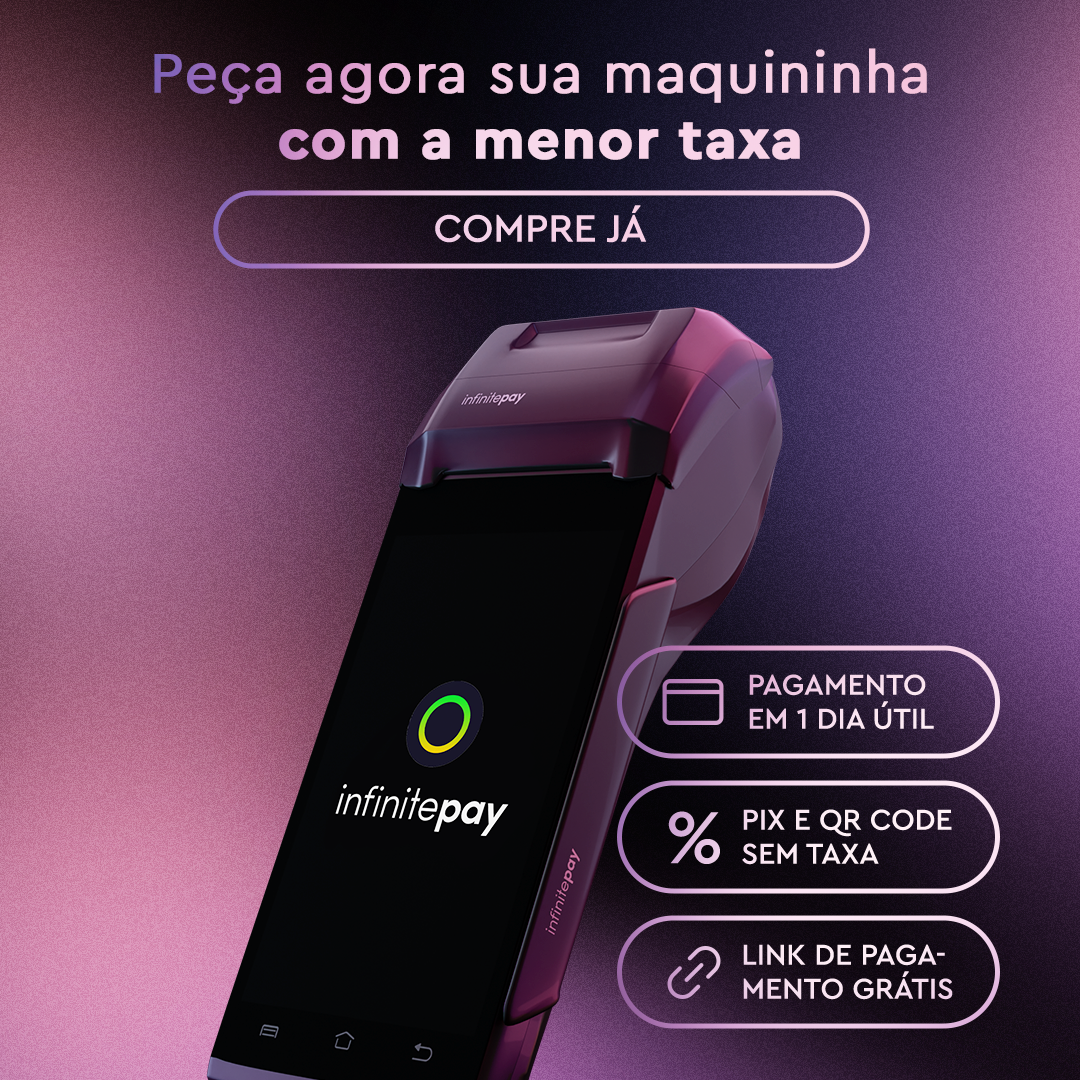 Peça agora sua maquininha
com a menor taxa
COMPRE JÁ
infinitepay
infinitepay
infinitepay
PAGAMENTO
EM 1 DIA ÚTIL
PIX E QR CODE
SEM TAXA
LINK DE PAGA-
MENTO GRÁTIS